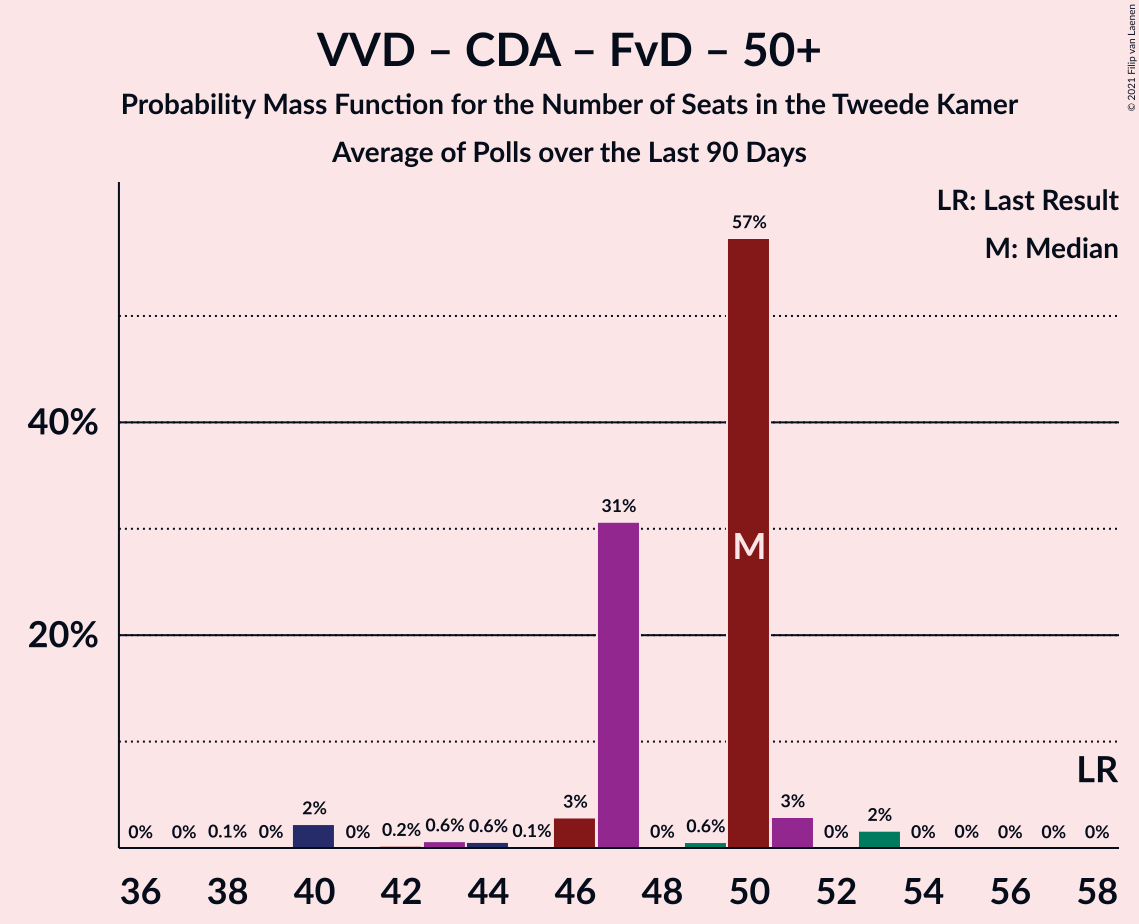 VVD – CDA – FvD – 50+
Probability Mass Function for the Number of Seats in the Tweede Kamer
Average of Polls over the Last 90 Days
© 2021 Filip van Laenen
LR: Last Result
M: Median
57%
40%
31%
M
20%
LR
0% 0% 0.1% 0% 2% 0% 0.2% 0.6% 0.6% 0.1% 3% 0% 0.6% 3% 0% 2% 0% 0% 0% 0% 0%
36 38 40 42 44 46 48 50 52 54 56 58